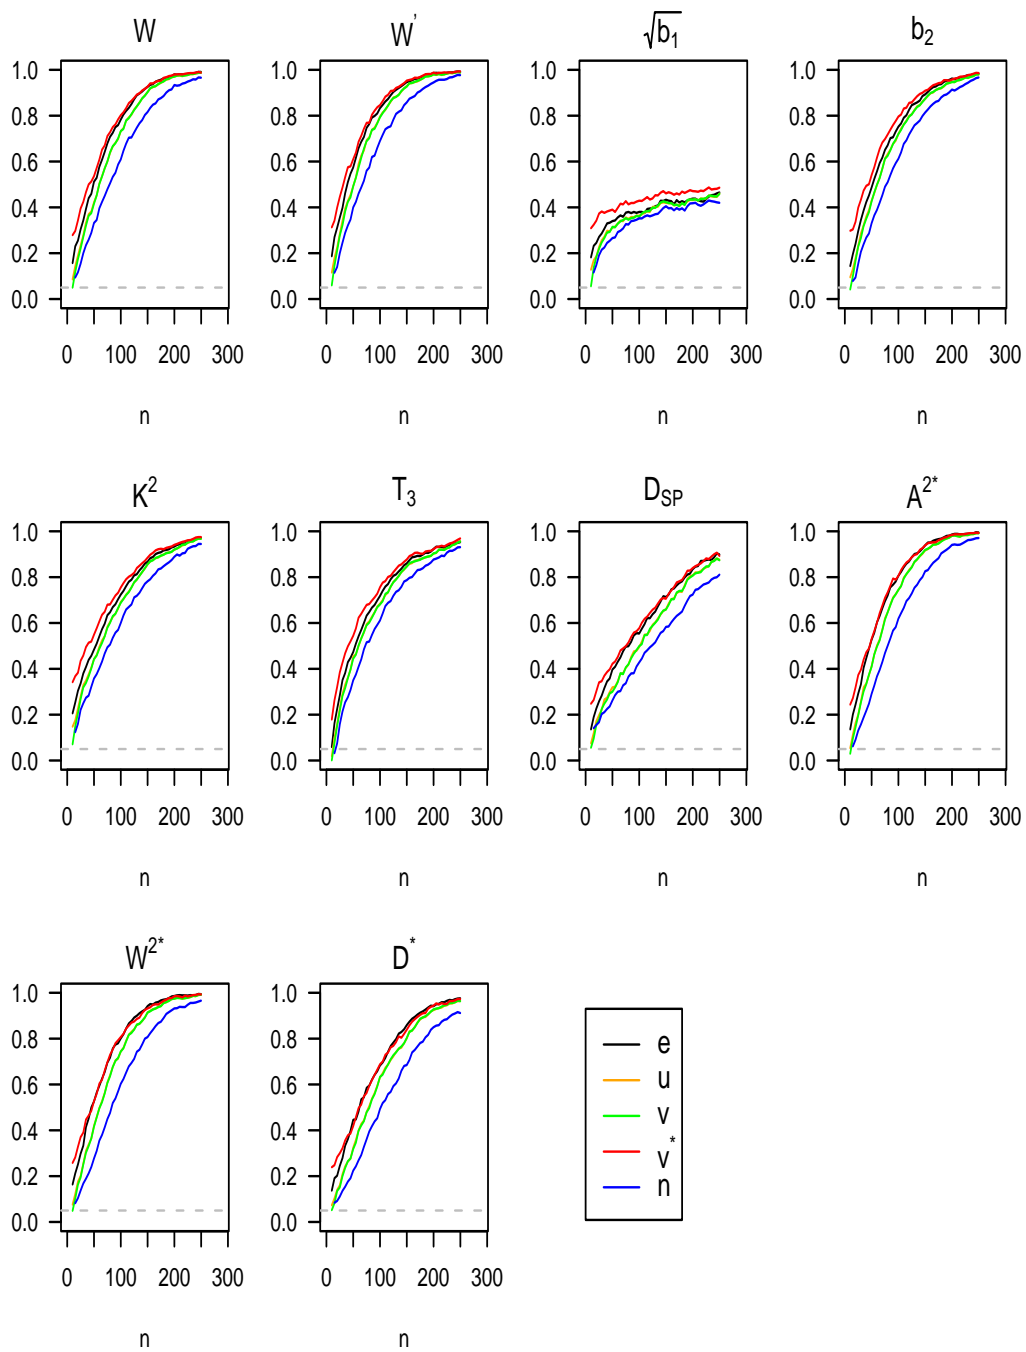 W W' √b₁ b₂
1.0 1.0 1.0 1.0
0.8 0.8 0.8 0.8
0.6 0.6 0.6 0.6
0.4 0.4 0.4 0.4
0.2 0.2 0.2 0.2
0.0 0.0 0.0 0.0
0 100 200 300 0 100 200 300 0 100 200 300 0 100 200 300
n n n n
K² T₃ D_SP A²*
1.0 1.0 1.0 1.0
0.8 0.8 0.8 0.8
0.6 0.6 0.6 0.6
0.4 0.4 0.4 0.4
0.2 0.2 0.2 0.2
0.0 0.0 0.0 0.0
0 100 200 300 0 100 200 300 0 100 200 300 0 100 200 300
n n n n
W²* D*
1.0 1.0
0.8 0.8
0.6 0.6
0.4 0.4
0.2 0.2
0.0 0.0
0 100 200 300 0 100 200 300
n n
e
u
v
v*
n